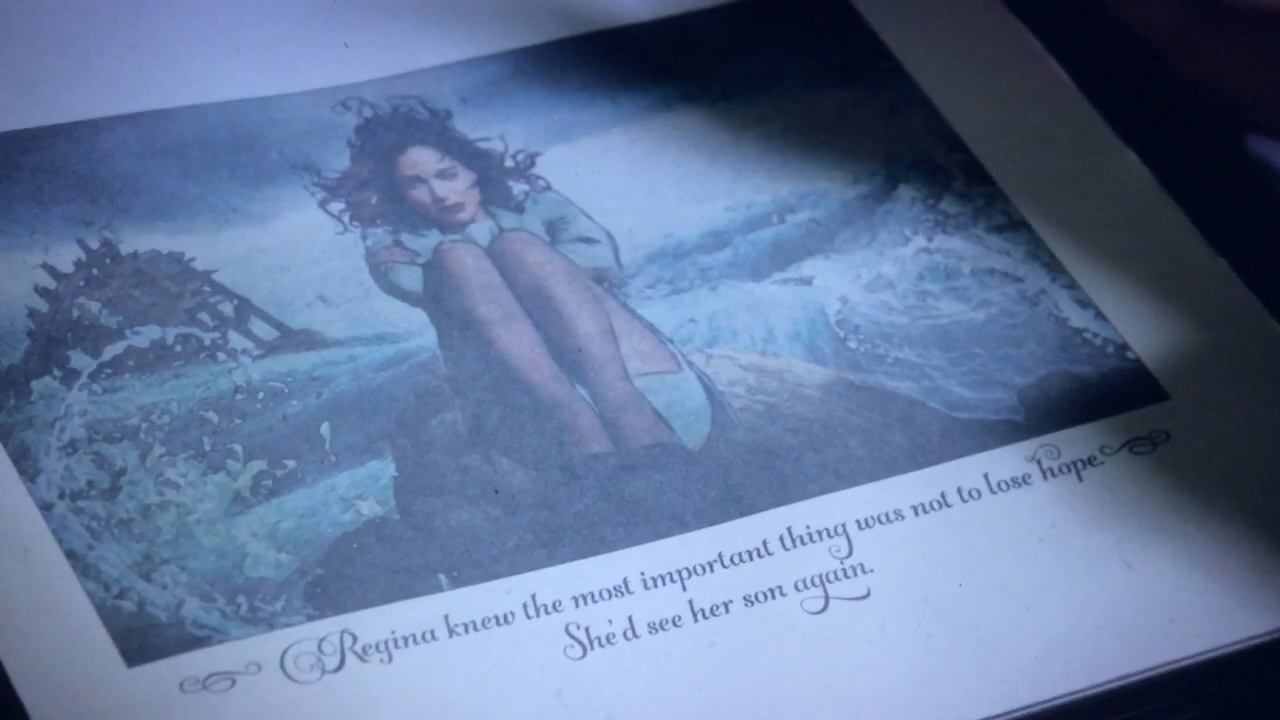 Regina knew the most important thing was not to lose hope.
She'd see her son again.